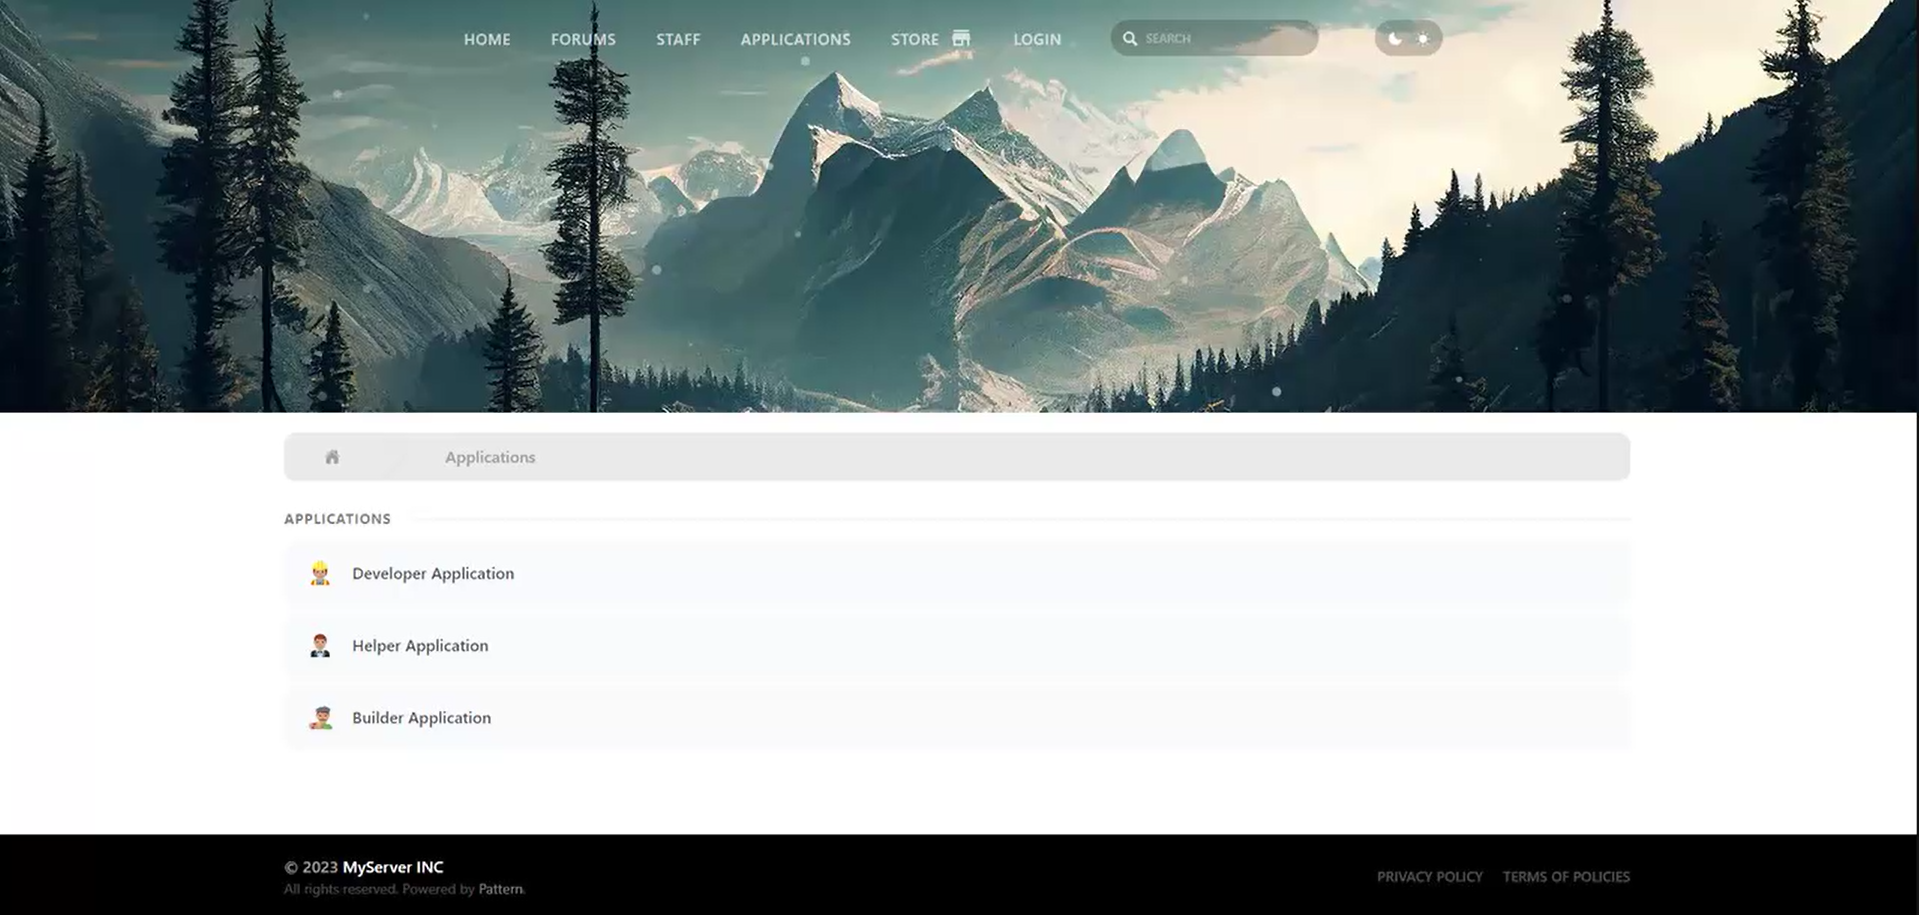 HOME FORUMS STAFF APPLICATIONS STORE LOGIN SEARCH
Applications
APPLICATIONS
Developer Application
Helper Application
Builder Application
© 2023 MyServer INC
All rights reserved. Powered by Pattern.
PRIVACY POLICY TERMS OF POLICIES